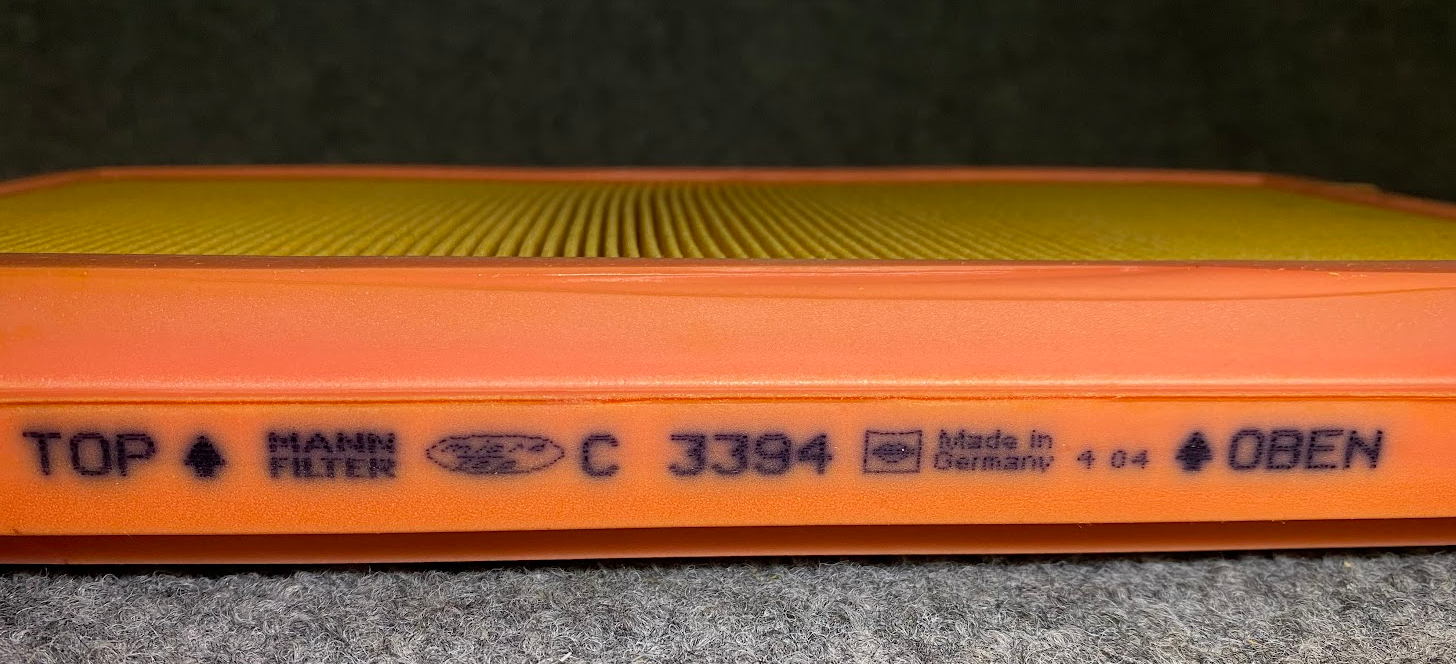 TOP MANN FILTER C 3394 Made in Germany 4 04 OBEN